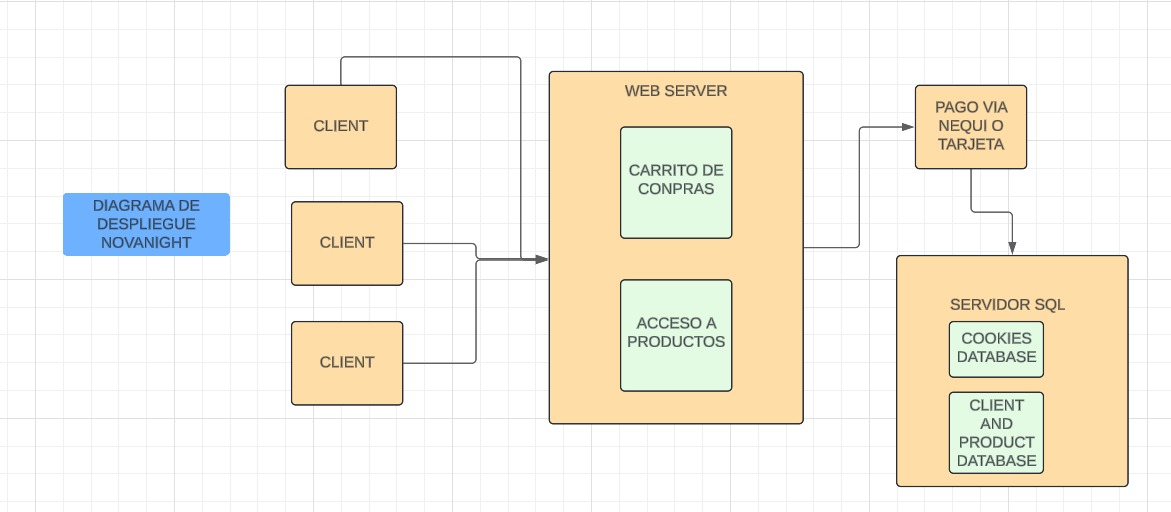 DIAGRAMA DE
DESPLIEGUE
NOVANIGHT
CLIENT
CLIENT
CLIENT
WEB SERVER
CARRITO DE
CONPRAS
ACCESO A
PRODUCTOS
PAGO VIA
NEQUI O
TARJETA
SERVIDOR SQL
COOKIES
DATABASE
CLIENT
AND
PRODUCT
DATABASE